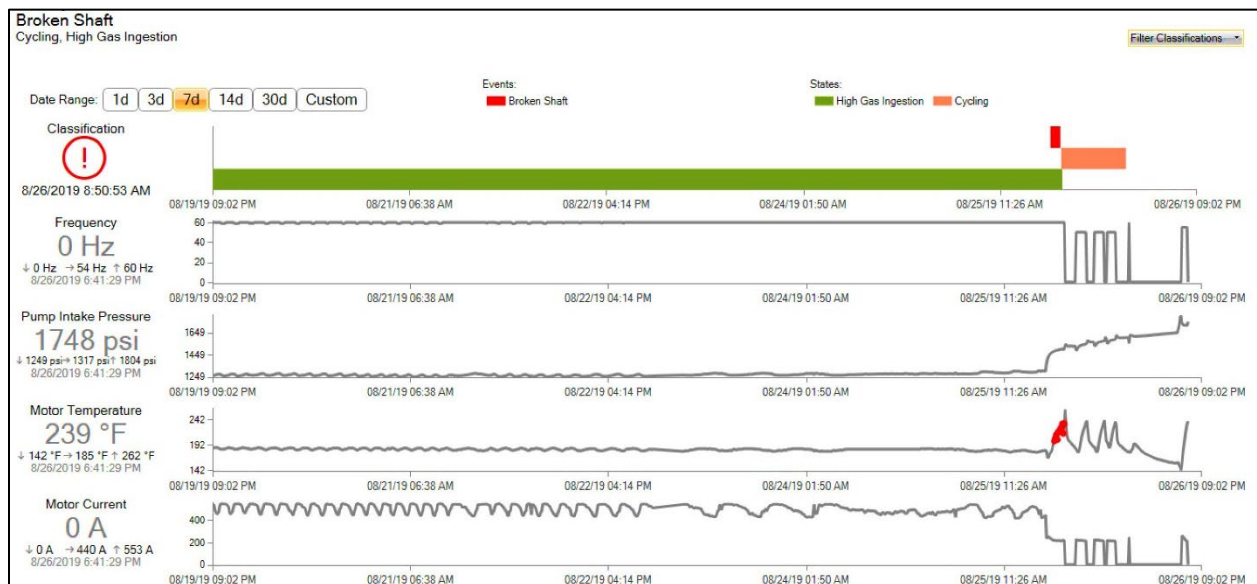 Broken Shaft
Cycling, High Gas Ingestion
Filter Classifications
Date Range: 1d 3d 7d 14d 30d Custom
Events:
Broken Shaft
States:
High Gas Ingestion Cycling
Classification
!
8/26/2019 8:50:53 AM
08/19/19 09:02 PM 08/21/19 06:38 AM 08/22/19 04:14 PM 08/24/19 01:50 AM 08/25/19 11:26 AM 08/26/19 09:02 PM
Frequency
0 Hz
↓ 0 Hz → 54 Hz ↑ 60 Hz
8/26/2019 6:41:29 PM
60
40
20
0
08/19/19 09:02 PM 08/21/19 06:38 AM 08/22/19 04:14 PM 08/24/19 01:50 AM 08/25/19 11:26 AM 08/26/19 09:02 PM
Pump Intake Pressure
1748 psi
↓ 1249 psi → 1317 psi ↑ 1804 psi
8/26/2019 6:41:29 PM
1649
1449
1249
08/19/19 09:02 PM 08/21/19 06:38 AM 08/22/19 04:14 PM 08/24/19 01:50 AM 08/25/19 11:26 AM 08/26/19 09:02 PM
Motor Temperature
239 °F
↓ 142 °F → 185 °F ↑ 262 °F
8/26/2019 6:41:29 PM
242
192
142
08/19/19 09:02 PM 08/21/19 06:38 AM 08/22/19 04:14 PM 08/24/19 01:50 AM 08/25/19 11:26 AM 08/26/19 09:02 PM
Motor Current
0 A
↓ 0 A → 440 A ↑ 553 A
8/26/2019 6:41:29 PM
400
200
0
08/19/19 09:02 PM 08/21/19 06:38 AM 08/22/19 04:14 PM 08/24/19 01:50 AM 08/25/19 11:26 AM 08/26/19 09:02 PM